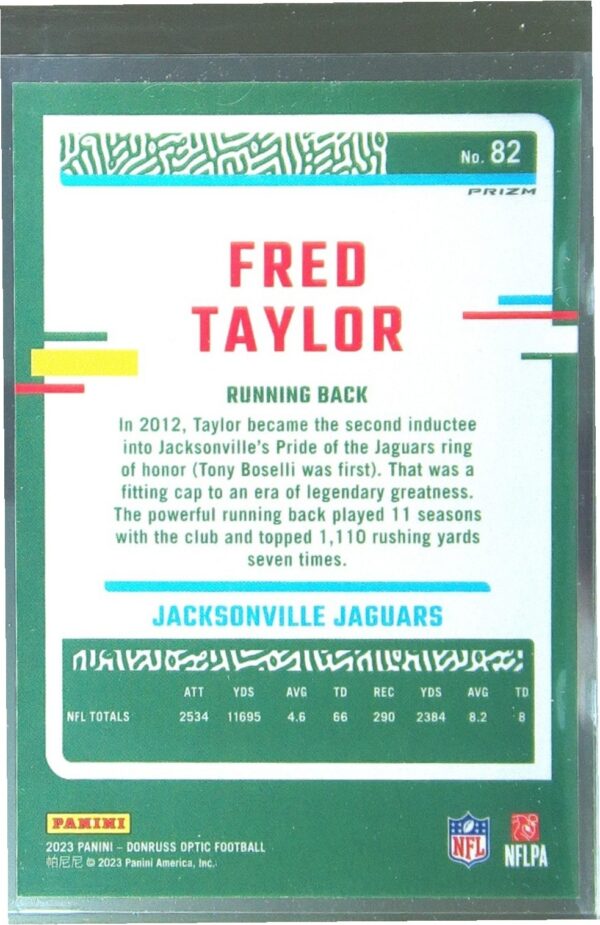 No. 82
PRIZM
FRED
TAYLOR
RUNNING BACK
In 2012, Taylor became the second inductee
into Jacksonville's Pride of the Jaguars ring
of honor (Tony Boselli was first). That was a
fitting cap to an era of legendary greatness.
The powerful running back played 11 seasons
with the club and topped 1,110 rushing yards
seven times.
JACKSONVILLE JAGUARS
ATT YDS AVG TD REC YDS AVG TD
NFL TOTALS 2534 11695 4.6 66 290 2384 8.2 8
PANINI
2023 PANINI – DONRUSS OPTIC FOOTBALL
帕尼尼 © 2023 Panini America, Inc.
NFL
NFLPA